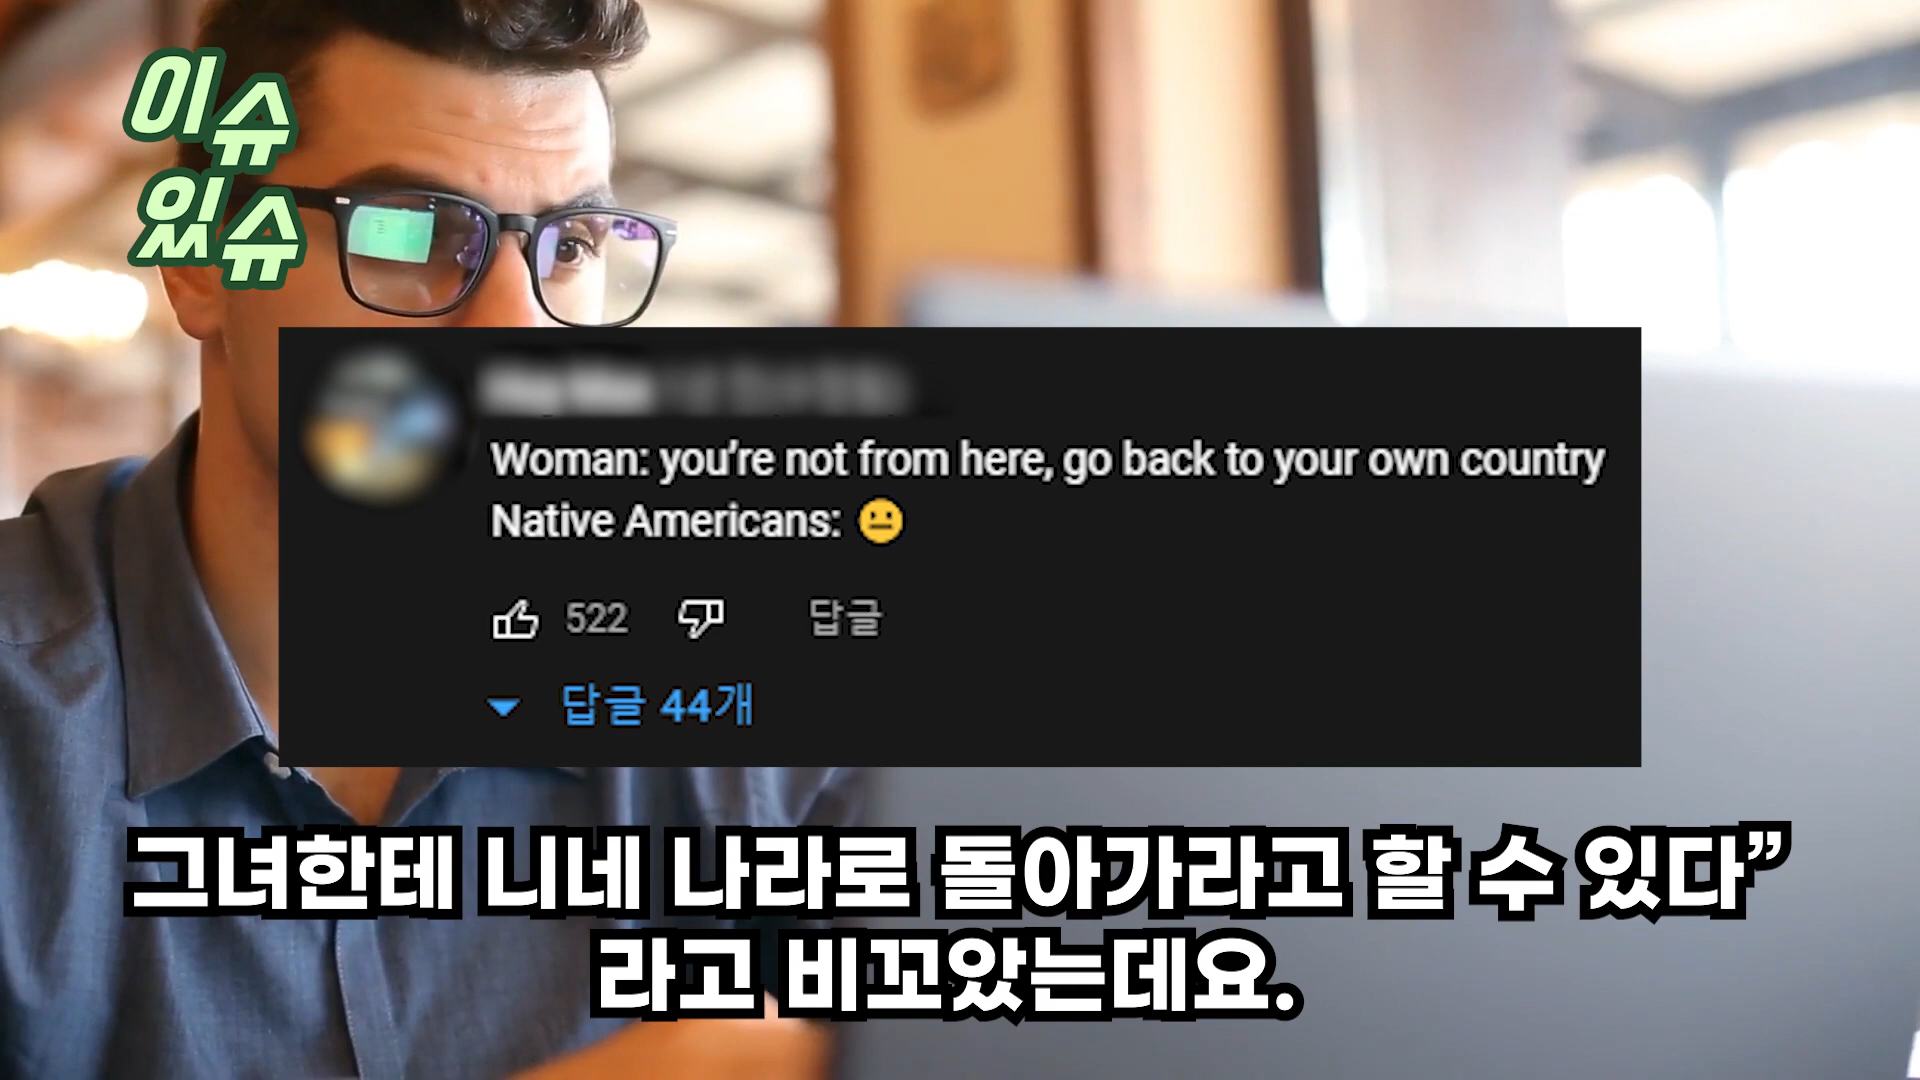 이슈
있슈
Woman: you're not from here, go back to your own country
Native Americans: 😐
522 답글
답글 44개
그녀한테 니네 나라로 돌아가라고 할 수 있다”
라고 비꼬았는데요.